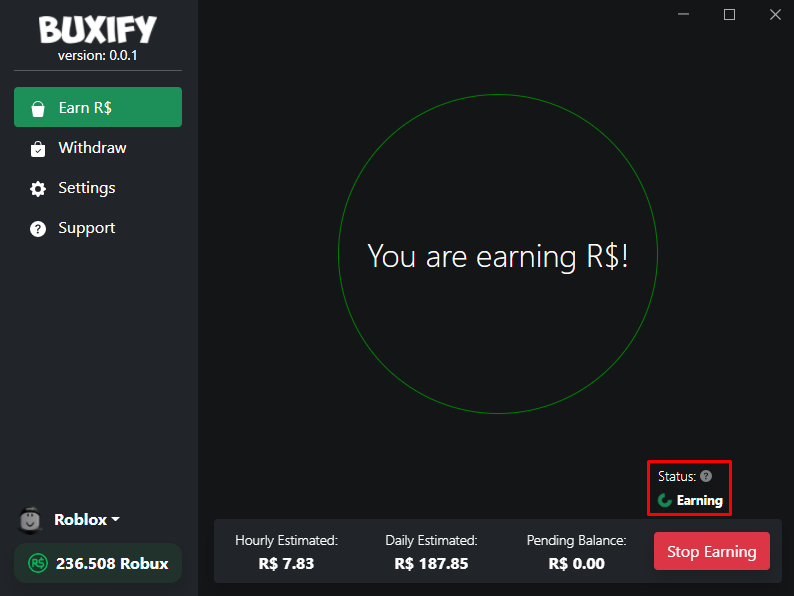 BUXIFY
version: 0.0.1
Earn R$
Withdraw
Settings
Support
You are earning R$!
Status: ?
Earning
Roblox
R$ 236.508 Robux
Hourly Estimated:
R$ 7.83
Daily Estimated:
R$ 187.85
Pending Balance:
R$ 0.00
Stop Earning